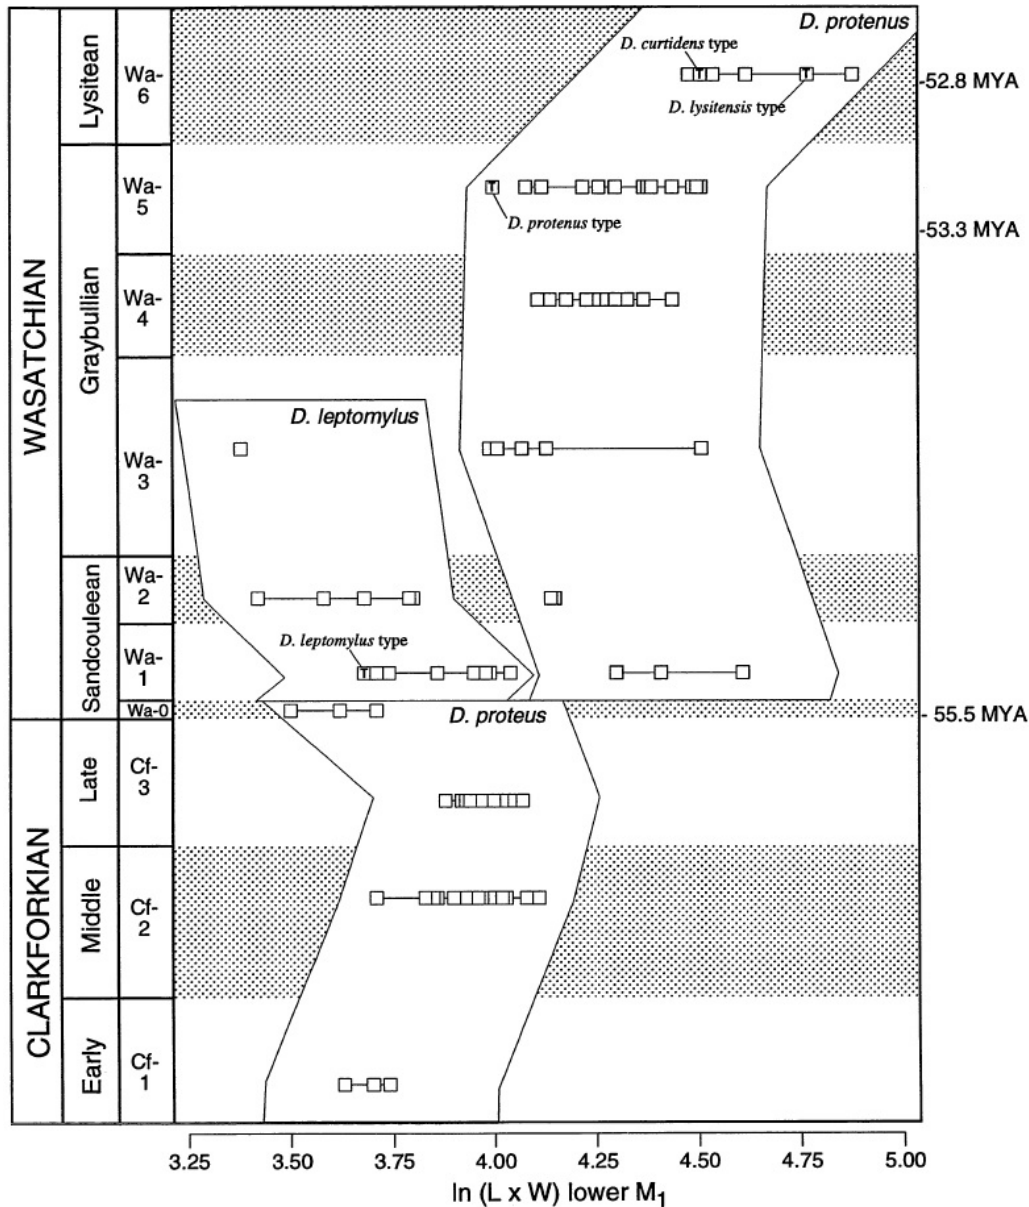 D. protenus
D. curtidens type
T
T
D. lysitensis type
Lysitean
Wa-
6
-52.8 MYA
T
D. protenus type
Wa-
5
-53.3 MYA
Graybullian
Wa-
4
WASATCHIAN
D. leptomylus
Wa-
3
Sandcouleean
Wa-
2
D. leptomylus type
T
Wa-
1
Wa-0
D. proteus
- 55.5 MYA
Late
Cf-
3
CLARKFORKIAN
Middle
Cf-
2
Early
Cf-
1
3.25 3.50 3.75 4.00 4.25 4.50 4.75 5.00
ln (L x W) lower M1